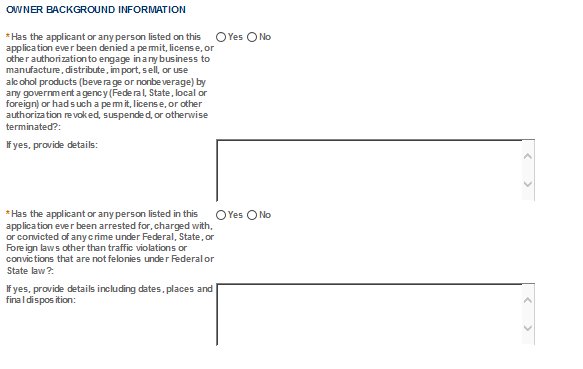 OWNER BACKGROUND INFORMATION
*Has the applicant or any person listed on this
Yes No
application ever been denied a permit, license, or
other authorization to engage in any business to
manufacture, distribute, import, sell, or use
alcohol products (beverage or nonbeverage) by
any government agency (Federal, State, local or
foreign) or had such a permit, license, or other
authorization revoked, suspended, or otherwise
terminated?:
If yes, provide details:
*Has the applicant or any person listed in this
Yes No
application ever been arrested for, charged with,
or convicted of any crime under Federal, State, or
Foreign laws other than traffic violations or
convictions that are not felonies under Federal or
State law?:
If yes, provide details including dates, places and
final disposition: